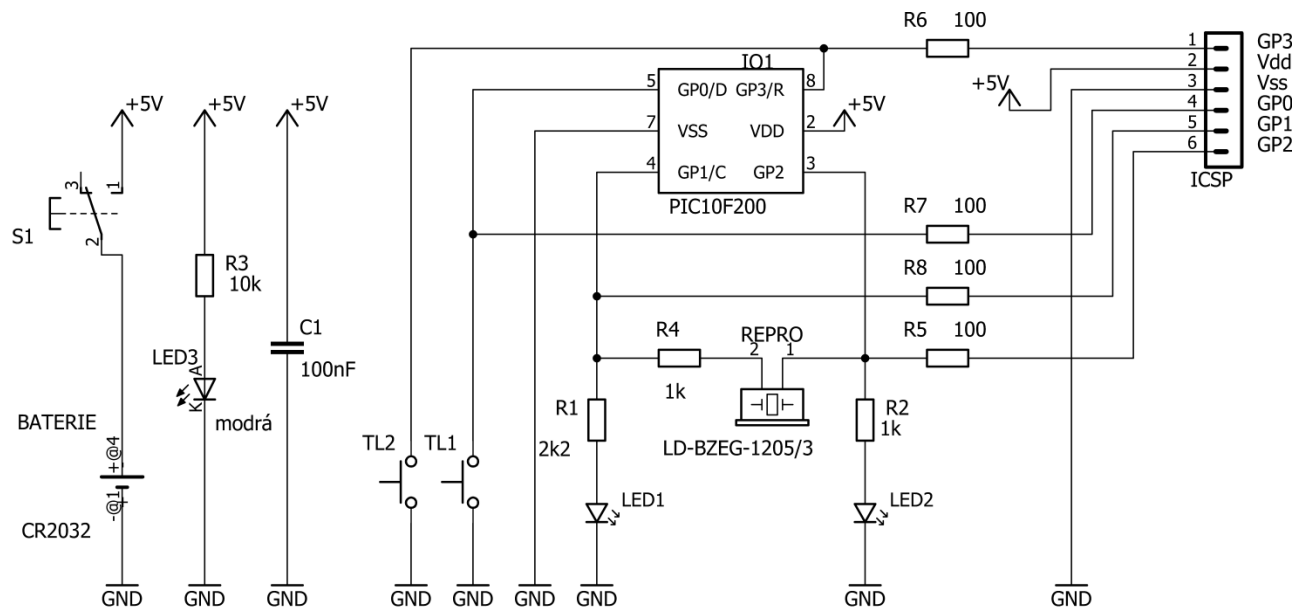 R6 100
1 GP3
IO1
2 Vdd
+5V +5V +5V
5 GP0/D GP3/R 8
+5V
3 Vss
+5V
4 GP0
7 VSS VDD 2
5 GP1
6 GP2
4 GP1/C GP2 3
ICSP
3 1
PIC10F200
R7 100
S1
2
R3
10k
R8 100
C1
100nF
R4 REPRO R5 100
2 1
1k
LED3
A
K
modrá
R1
2k2
R2
1k
BATERIE
LD-BZEG-1205/3
TL2 TL1
+@4
-@1
LED1 LED2
CR2032
GND GND GND GND GND GND GND GND GND